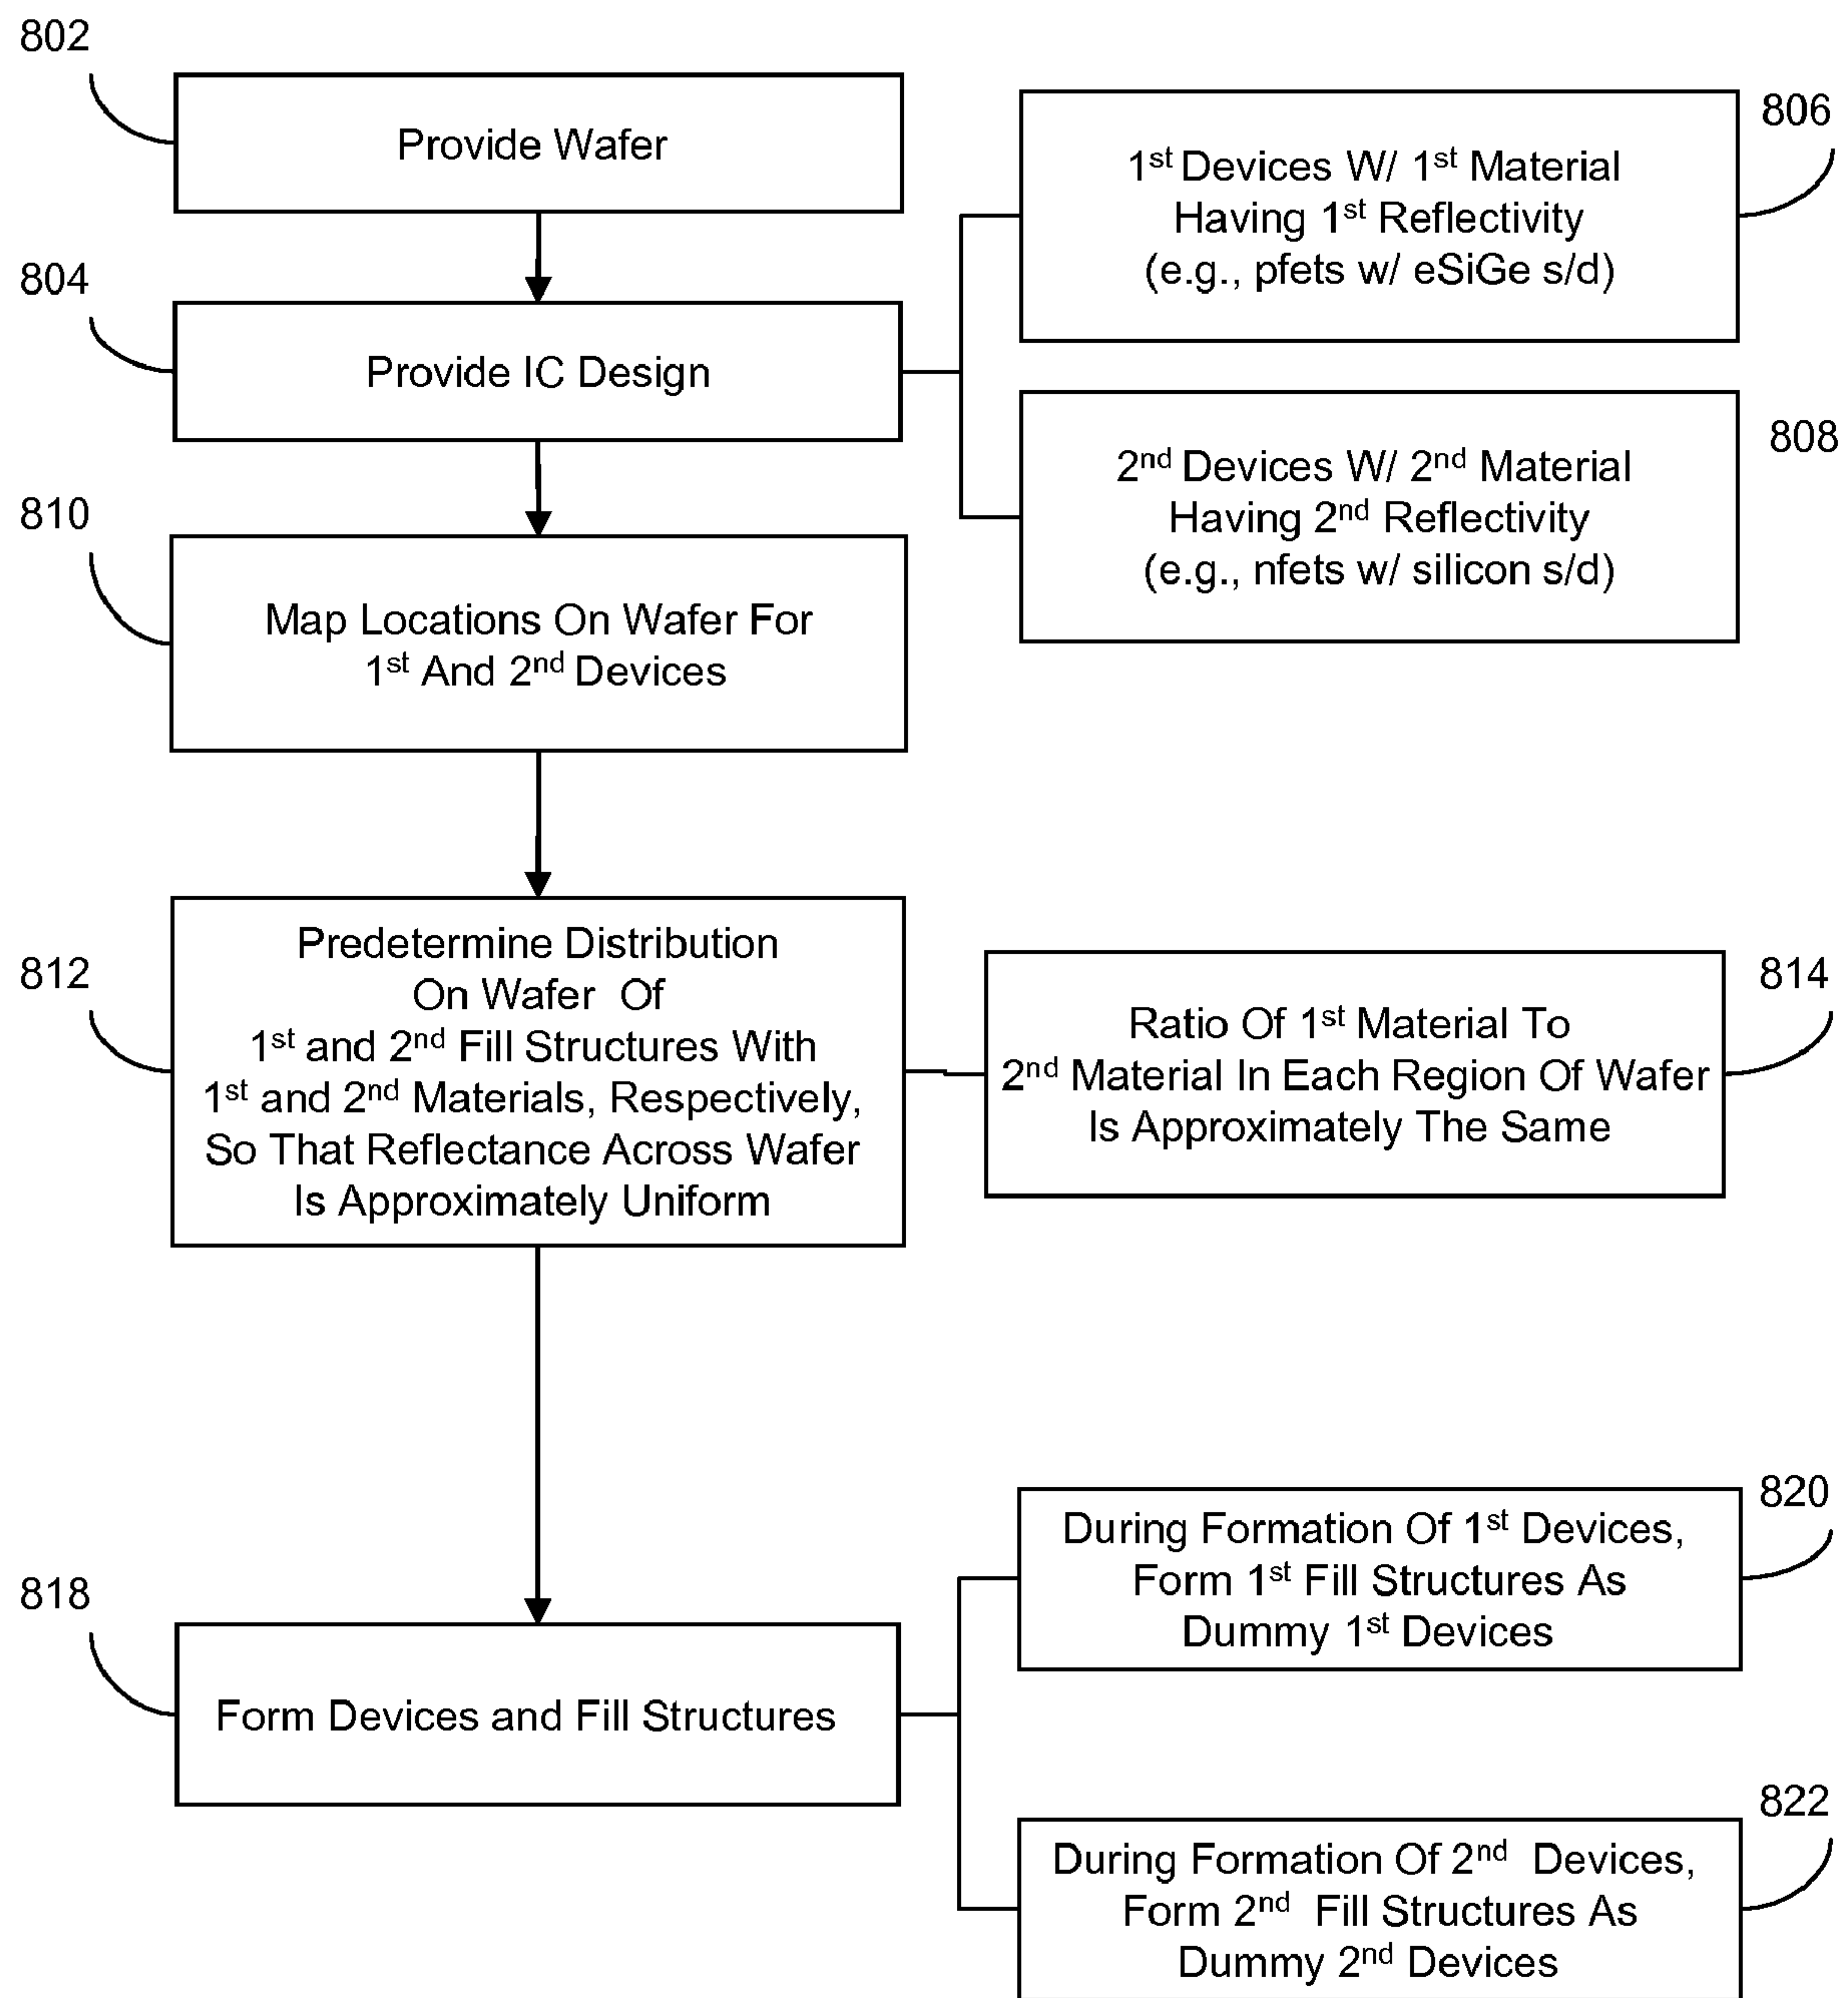 802
Provide Wafer
804
Provide IC Design
806
1st Devices W/ 1st Material
Having 1st Reflectivity
(e.g., pfets w/ eSiGe s/d)
808
2nd Devices W/ 2nd Material
Having 2nd Reflectivity
(e.g., nfets w/ silicon s/d)
810
Map Locations On Wafer For
1st And 2nd Devices
812
Predetermine Distribution
On Wafer Of
1st and 2nd Fill Structures With
1st and 2nd Materials, Respectively,
So That Reflectance Across Wafer
Is Approximately Uniform
814
Ratio Of 1st Material To
2nd Material In Each Region Of Wafer
Is Approximately The Same
818
Form Devices and Fill Structures
820
During Formation Of 1st Devices,
Form 1st Fill Structures As
Dummy 1st Devices
822
During Formation Of 2nd Devices,
Form 2nd Fill Structures As
Dummy 2nd Devices